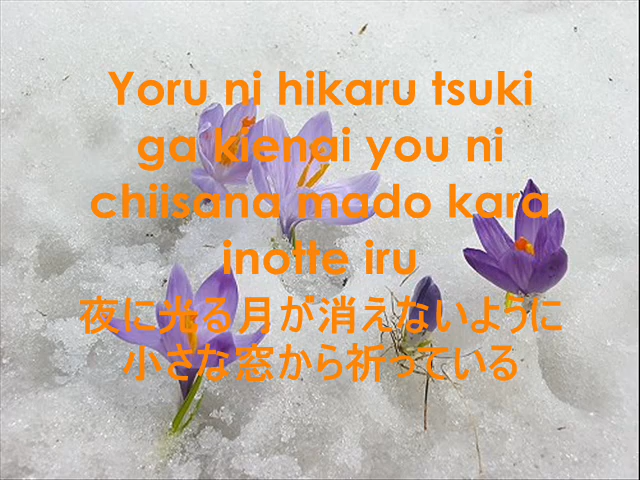 Yoru ni hikaru tsuki
ga kienai you ni
chiisana mado kara
inotte iru
夜に光る月が消えないように
小さな窓から祈っている